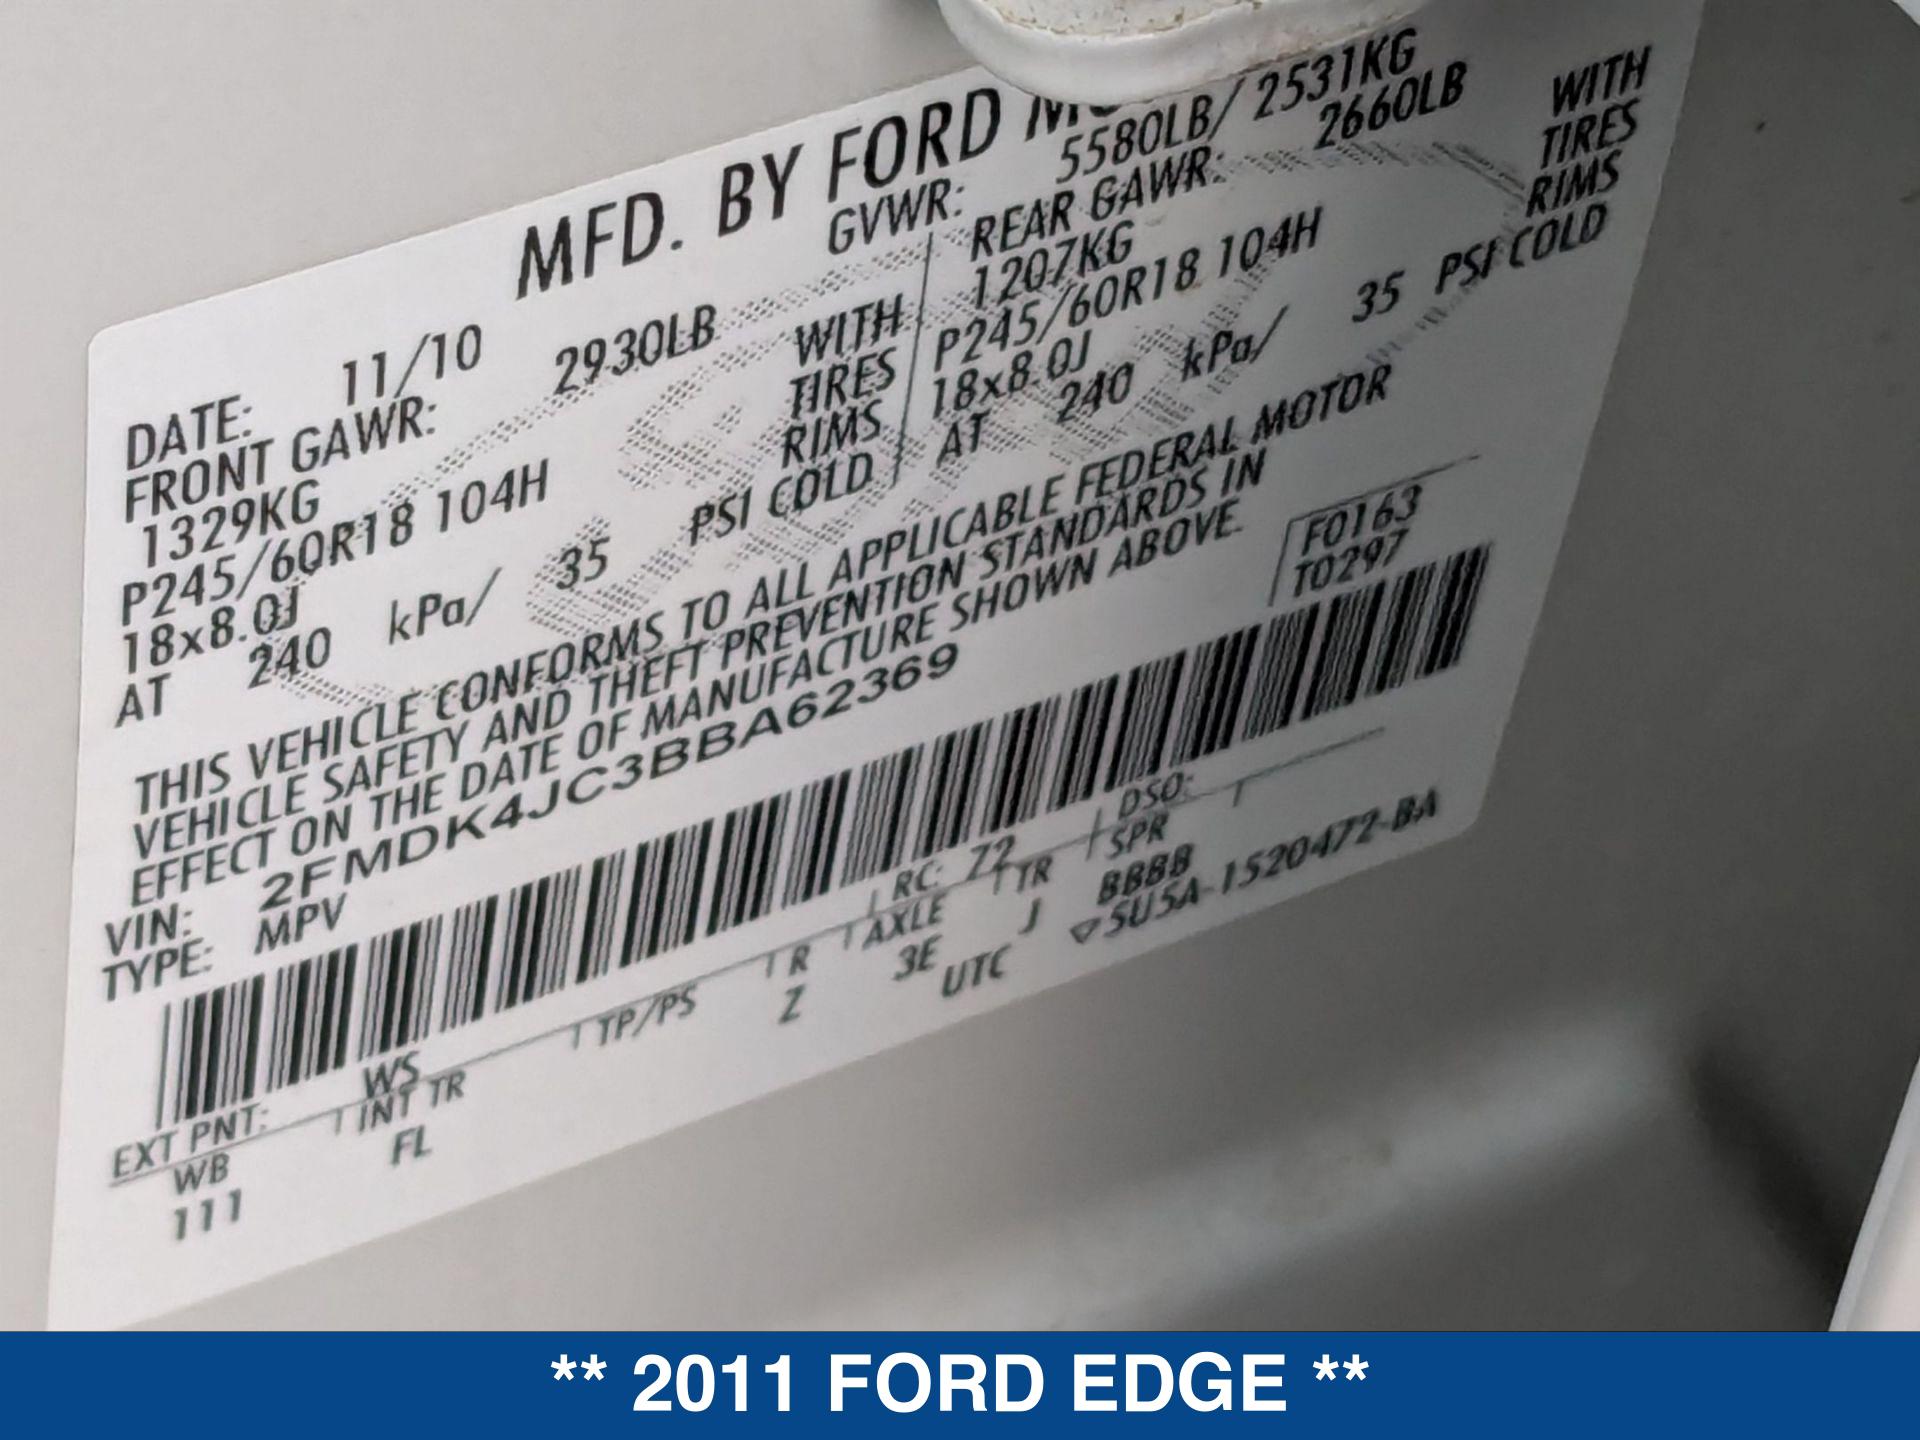 MFD. BY FORD
GVWR: 5580LB/ 2531KG
DATE: 11/10
FRONT GAWR: 2930LB
1329KG WITH
P245/60R18 104H TIRES
18x8.0J RIMS
AT 240 kPa/ 35 PSI COLD
REAR GAWR: 2660LB
1207KG WITH
P245/60R18 104H TIRES
18x8.0J RIMS
AT 240 kPa/ 35 PSI COLD
THIS VEHICLE CONFORMS TO ALL APPLICABLE FEDERAL MOTOR
VEHICLE SAFETY AND THEFT PREVENTION STANDARDS IN
EFFECT ON THE DATE OF MANUFACTURE SHOWN ABOVE.
VIN: 2FMDK4JC3BBA62369
TYPE: MPV
F0163
T0297
EXT PNT: WS RC: 72 DSO:
WB INT TR TP/PS R AXLE TR SPR
111 FL Z 3E J BBBB
UTC ▽5U5A-1520472-BA
** 2011 FORD EDGE **